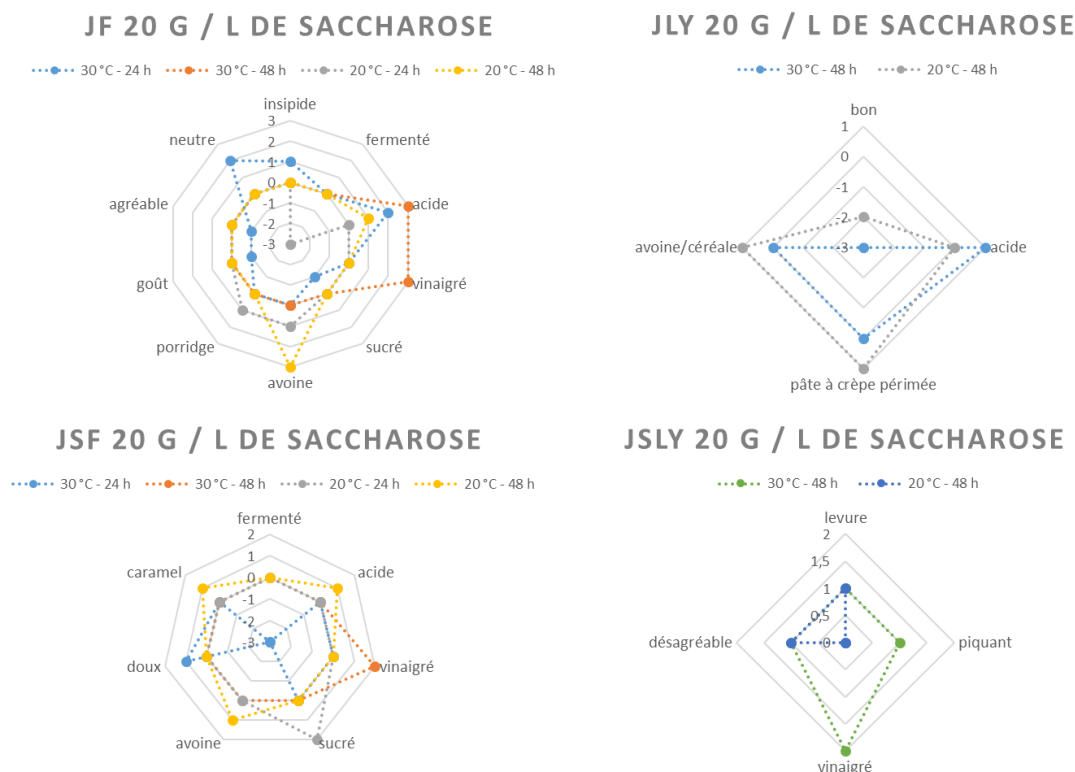 JF 20 G / L DE SACCHAROSE
30 °C - 24 h 30 °C - 48 h 20 °C - 24 h 20 °C - 48 h
insipide
3
neutre fermenté
2
1
agréable acide
0
-1
-2
-3
goût vinaigré
porridge sucré
avoine
JLY 20 G / L DE SACCHAROSE
30 °C - 48 h 20 °C - 48 h
bon
1
0
-1
-2
avoine/céréale -3 acide
pâte à crèpe périmée
JSF 20 G / L DE SACCHAROSE
30 °C - 24 h 30 °C - 48 h 20 °C - 24 h 20 °C - 48 h
fermenté
2
1
caramel 0 acide
-1
-2
-3
doux vinaigré
avoine sucré
JSLY 20 G / L DE SACCHAROSE
30 °C - 48 h 20 °C - 48 h
levure
2
1,5
1
0,5
désagréable 0 piquant
vinaigré